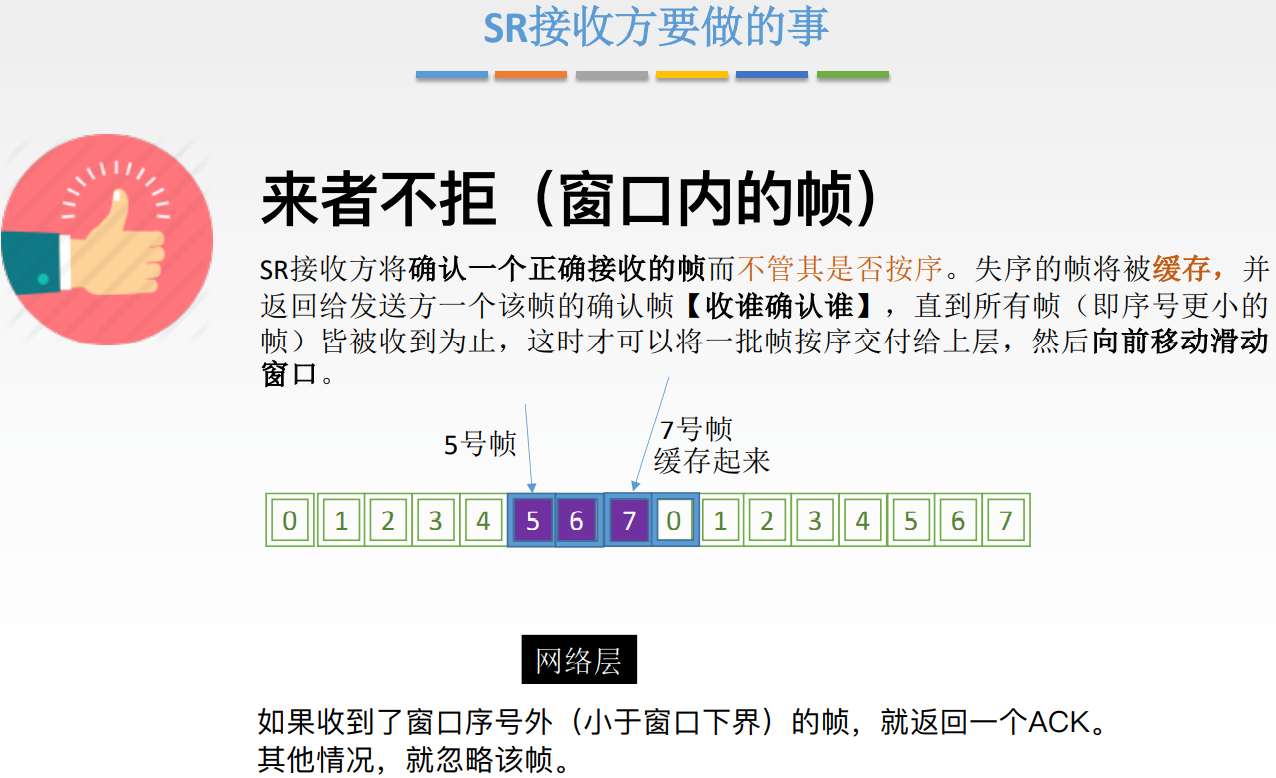 SR接收方要做的事
来者不拒（窗口内的帧）
SR接收方将确认一个正确接收的帧而不管其是否按序。失序的帧将被缓存，并
返回给发送方一个该帧的确认帧【收谁确认谁】，直到所有帧（即序号更小的
帧）皆被收到为止，这时才可以将一批帧按序交付给上层，然后向前移动滑动
窗口。
5号帧
7号帧
缓存起来
0 1 2 3 4 5 6 7 0 1 2 3 4 5 6 7
网络层
如果收到了窗口序号外（小于窗口下界）的帧，就返回一个ACK。
其他情况，就忽略该帧。